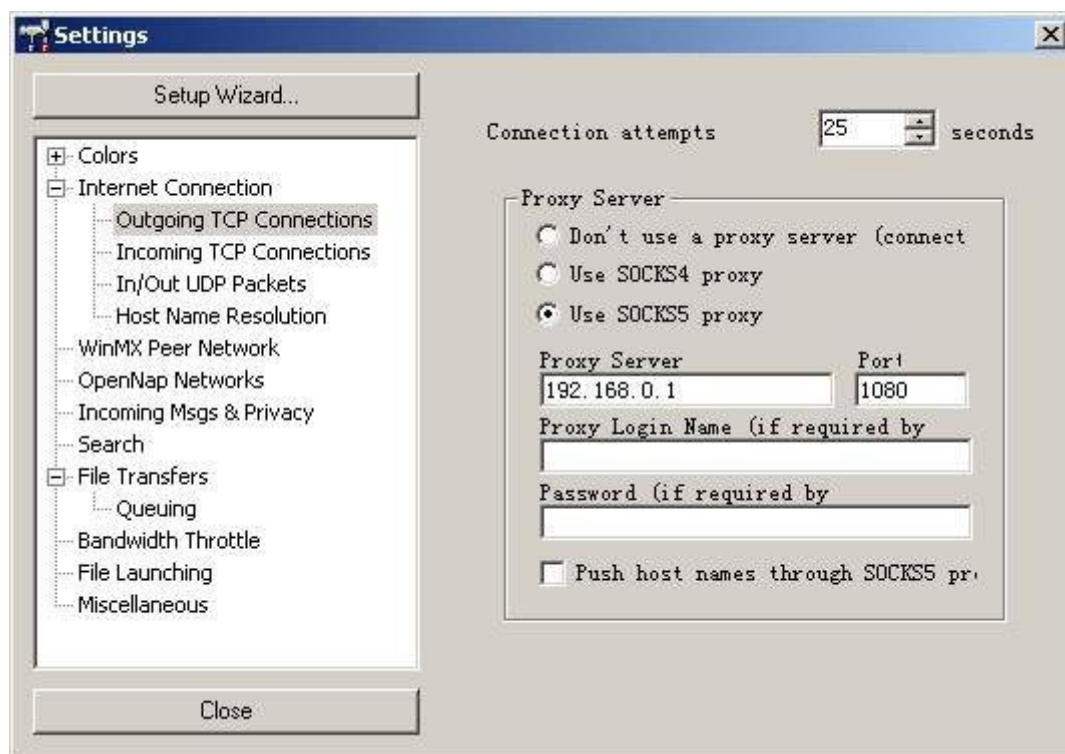 Settings
Setup Wizard...
Colors
Internet Connection
Outgoing TCP Connections
Incoming TCP Connections
In/Out UDP Packets
Host Name Resolution
WinMX Peer Network
OpenNap Networks
Incoming Msgs & Privacy
Search
File Transfers
Queuing
Bandwidth Throttle
File Launching
Miscellaneous
Close
Connection attempts 25 seconds
Proxy Server
Don't use a proxy server (connect
Use SOCKS4 proxy
Use SOCKS5 proxy
Proxy Server Port
192.168.0.1 1080
Proxy Login Name (if required by
Password (if required by
Push host names through SOCKS5